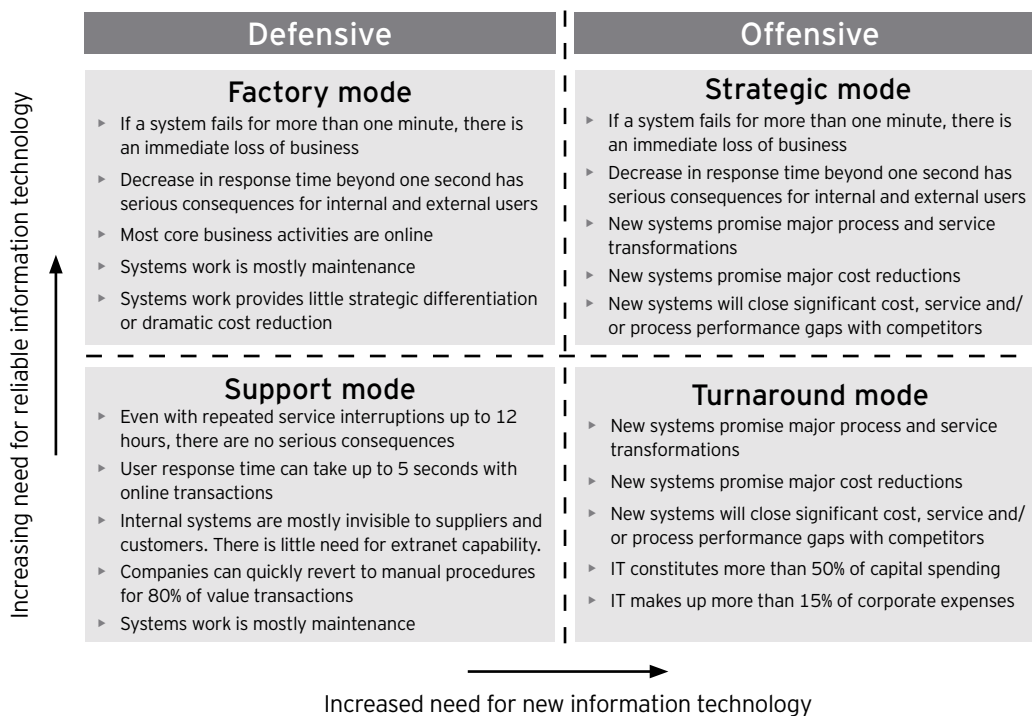 Defensive
Offensive
Increasing need for reliable information technology
Factory mode
▸ If a system fails for more than one minute, there is
an immediate loss of business
▸ Decrease in response time beyond one second has
serious consequences for internal and external users
▸ Most core business activities are online
▸ Systems work is mostly maintenance
▸ Systems work provides little strategic differentiation
or dramatic cost reduction
Strategic mode
▸ If a system fails for more than one minute, there is
an immediate loss of business
▸ Decrease in response time beyond one second has
serious consequences for internal and external users
▸ New systems promise major process and service
transformations
▸ New systems promise major cost reductions
▸ New systems will close significant cost, service and/
or process performance gaps with competitors
Support mode
▸ Even with repeated service interruptions up to 12
hours, there are no serious consequences
▸ User response time can take up to 5 seconds with
online transactions
▸ Internal systems are mostly invisible to suppliers and
customers. There is little need for extranet capability.
▸ Companies can quickly revert to manual procedures
for 80% of value transactions
▸ Systems work is mostly maintenance
Turnaround mode
▸ New systems promise major process and service
transformations
▸ New systems promise major cost reductions
▸ New systems will close significant cost, service and/
or process performance gaps with competitors
▸ IT constitutes more than 50% of capital spending
▸ IT makes up more than 15% of corporate expenses
Increased need for new information technology